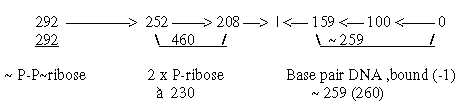 292 ————> 252 ——> 208 —> | <—— 159 <—— 100 <—— 0
292 \ 460 / \ ~ 259 /
~ P-P~ribose 2 x P-ribose Base pair DNA ,bound (-1)
à 230 ~ 259 (260)